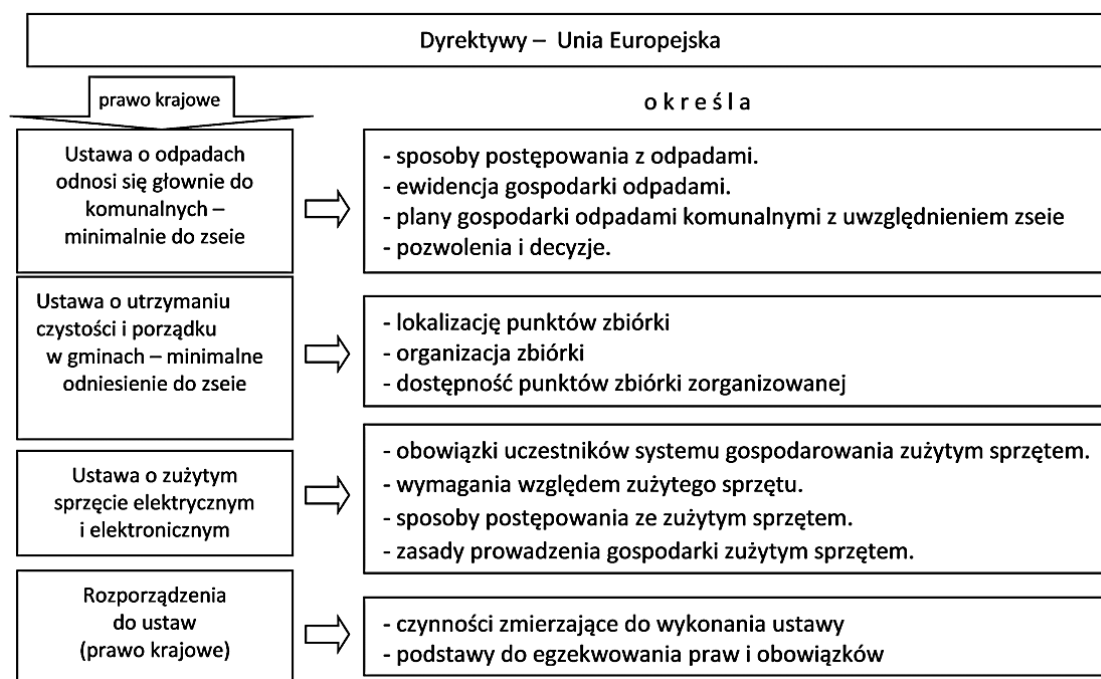 Dyrektywy – Unia Europejska
prawo krajowe
o k r e ś l a
Ustawa o odpadach
odnosi się głownie do
komunalnych –
minimalnie do zseie
- sposoby postępowania z odpadami.
- ewidencja gospodarki odpadami.
- plany gospodarki odpadami komunalnymi z uwzględnieniem zseie
- pozwolenia i decyzje.
Ustawa o utrzymaniu
czystości i porządku
w gminach – minimalne
odniesienie do zseie
- lokalizację punktów zbiórki
- organizacja zbiórki
- dostępność punktów zbiórki zorganizowanej
Ustawa o zużytym
sprzęcie elektrycznym
i elektronicznym
- obowiązki uczestników systemu gospodarowania zużytym sprzętem.
- wymagania względem zużytego sprzętu.
- sposoby postępowania ze zużytym sprzętem.
- zasady prowadzenia gospodarki zużytym sprzętem.
Rozporządzenia
do ustaw
(prawo krajowe)
- czynności zmierzające do wykonania ustawy
- podstawy do egzekwowania praw i obowiązków